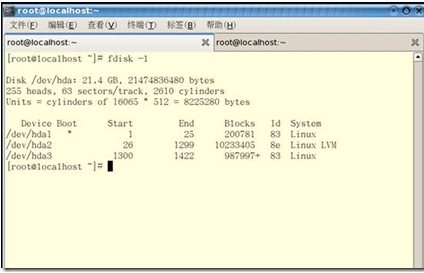 root@localhost:~
文件(F) 编辑(E) 查看(V) 终端(T) 标签(B) 帮助(H)
root@localhost:~ root@localhost:~
[root@localhost ~]# fdisk -l
Disk /dev/hda: 21.4 GB, 21474836480 bytes
255 heads, 63 sectors/track, 2610 cylinders
Units = cylinders of 16065 * 512 = 8225280 bytes
Device Boot Start End Blocks Id System
/dev/hda1 * 1 25 200781 83 Linux
/dev/hda2 26 1299 10233405 8e Linux LVM
/dev/hda3 1300 1422 987997+ 83 Linux
[root@localhost ~]#